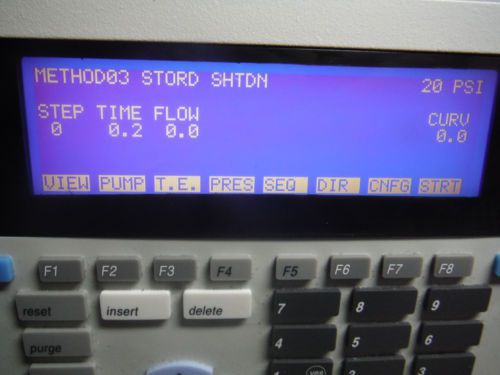 METHOD03 STORD SHTDN 20 PSI
STEP TIME FLOW CURV
0 0.2 0.0 0.0
VIEW PUMP T.E. PRES SEQ DIR CNFG STRT
F1 F2 F3 F4 F5 F6 F7 F8
reset insert delete 7 8 9
purge 4 5 6